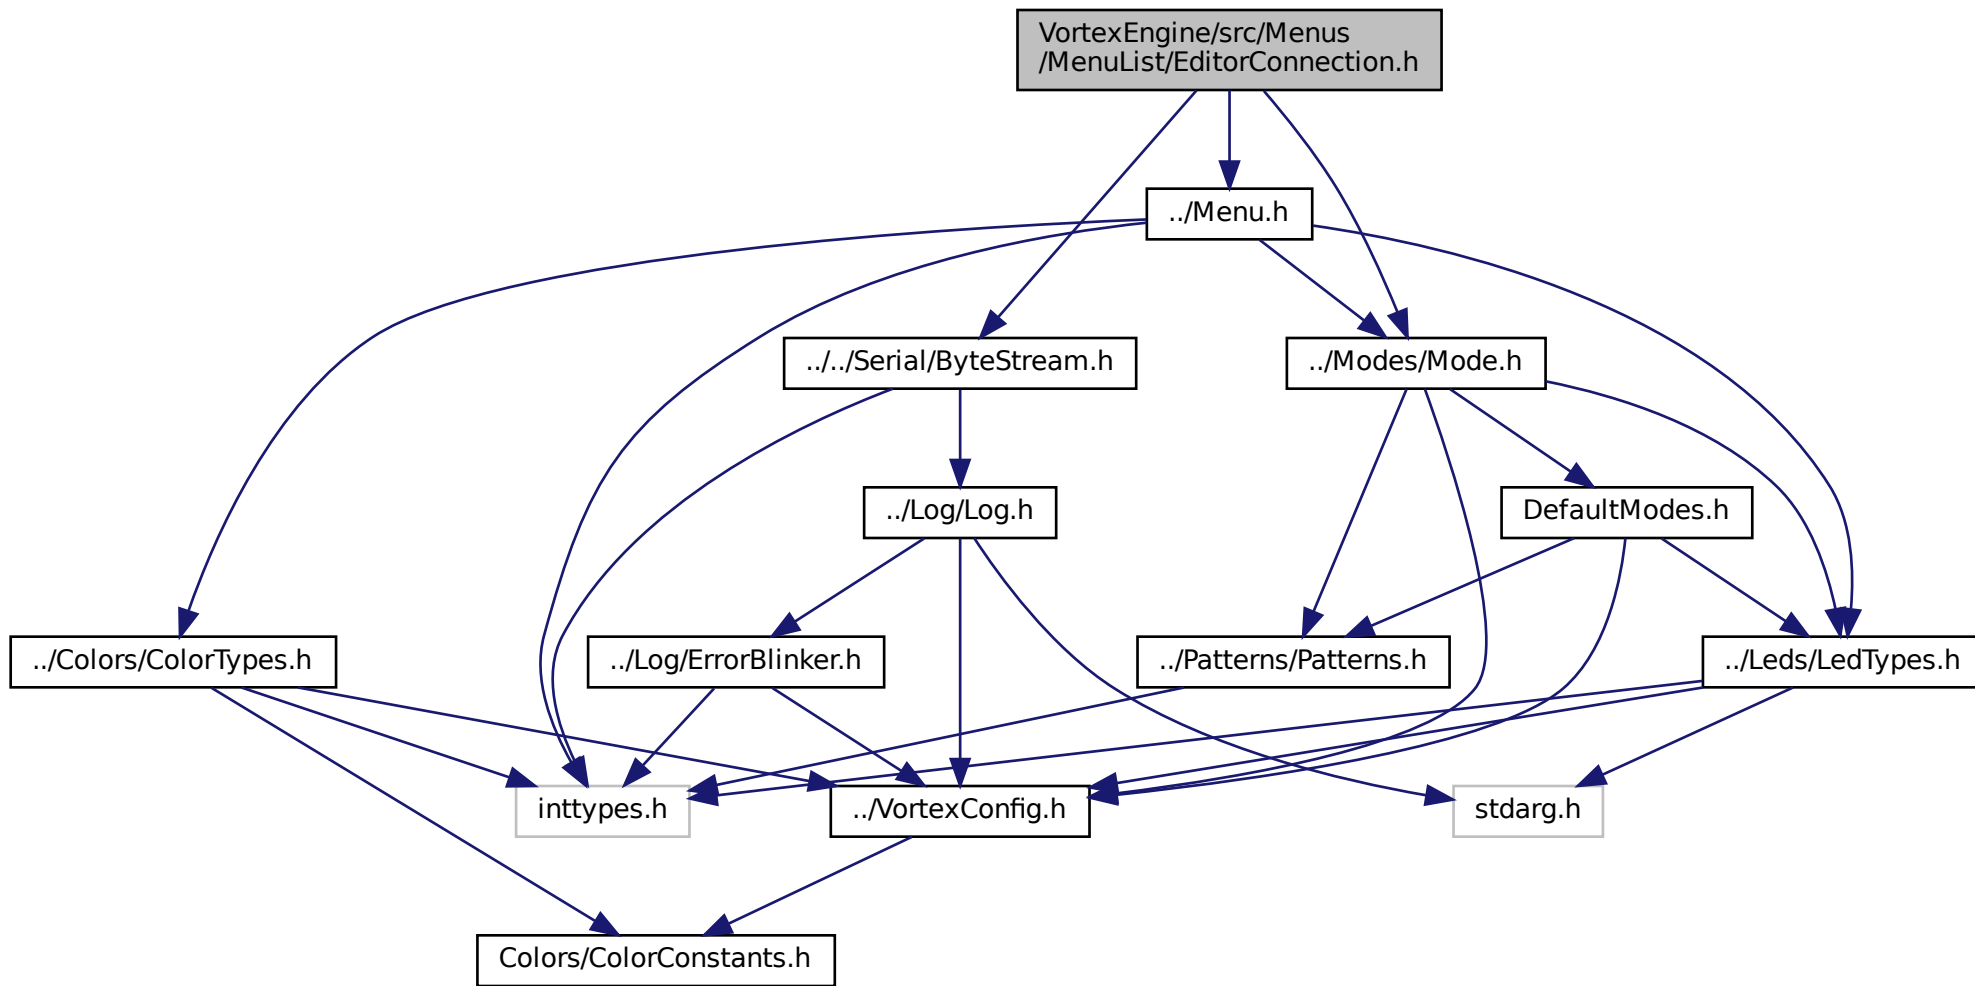 VortexEngine/src/Menus
/MenuList/EditorConnection.h
../Menu.h
../../Serial/ByteStream.h
../Modes/Mode.h
../Log/Log.h
DefaultModes.h
../Colors/ColorTypes.h
../Log/ErrorBlinker.h
../Patterns/Patterns.h
../Leds/LedTypes.h
inttypes.h
../VortexConfig.h
stdarg.h
Colors/ColorConstants.h